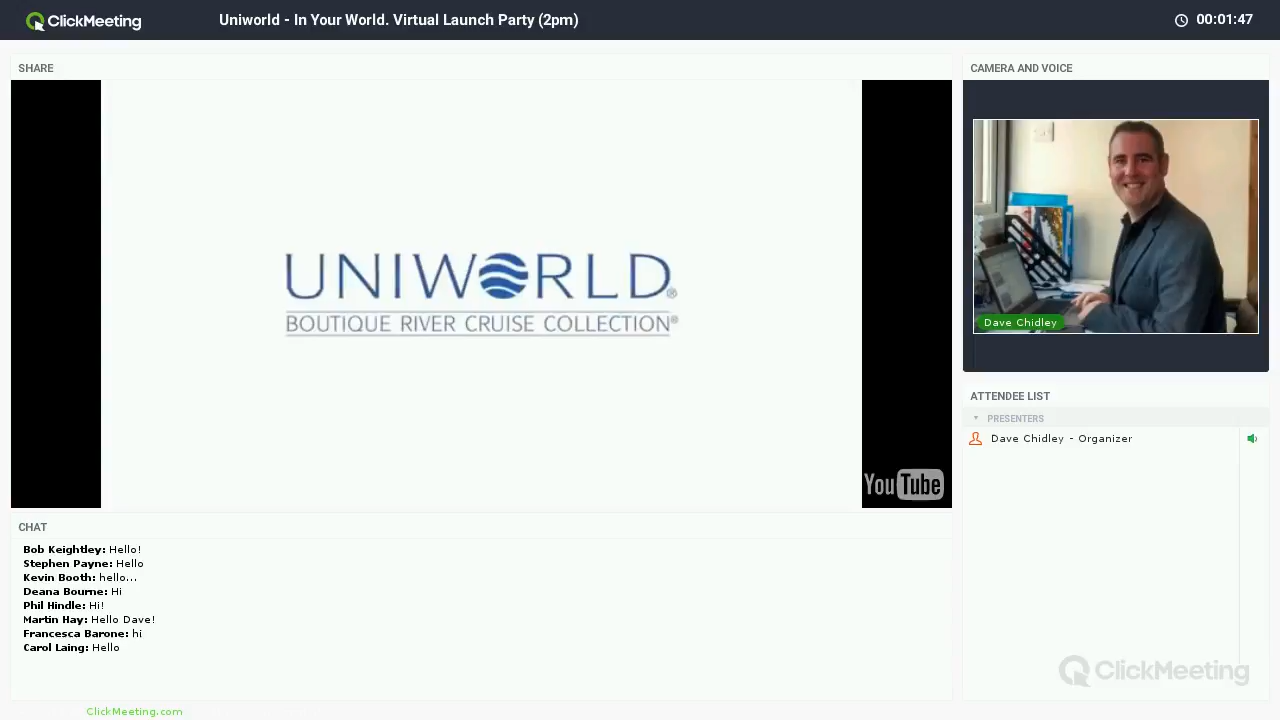 ClickMeeting
Uniworld - In Your World. Virtual Launch Party (2pm)
00:01:47
SHARE
CAMERA AND VOICE
UNIWORLD®
BOUTIQUE RIVER CRUISE COLLECTION®
YouTube
Dave Chidley
ATTENDEE LIST
PRESENTERS
Dave Chidley - Organizer
CHAT
Bob Keightley: Hello!
Stephen Payne: Hello
Kevin Booth: hello...
Deana Bourne: Hi
Phil Hindle: Hi!
Martin Hay: Hello Dave!
Francesca Barone: hi
Carol Laing: Hello
ClickMeeting
ClickMeeting.com